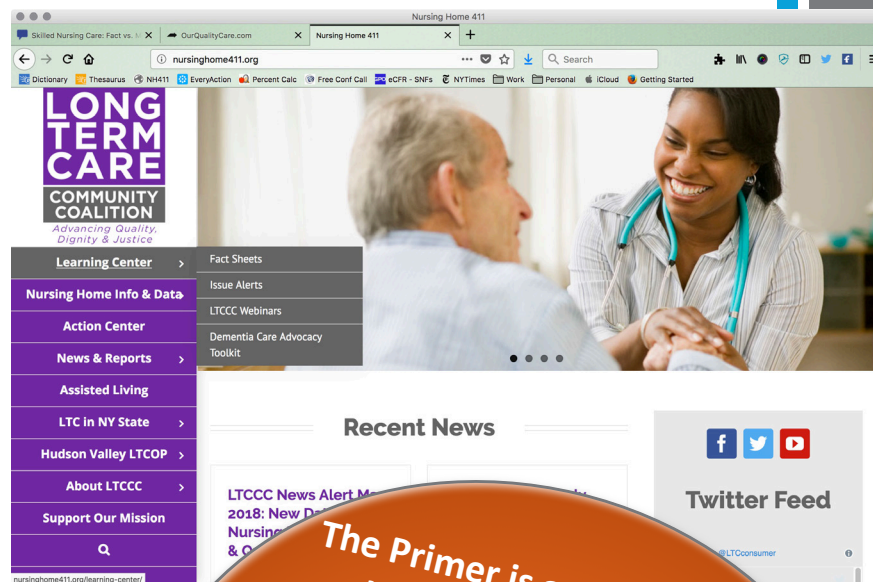 Nursing Home 411
Skilled Nursing Care: Fact vs. M
OurQualityCare.com
Nursing Home 411
nursinghome411.org
Search
Dictionary Thesaurus NH411 EveryAction Percent Calc Free Conf Call eCFR - SNFs NYTimes Work Personal iCloud Getting Started
LONG
TERM
CARE
COMMUNITY
COALITION
Advancing Quality,
Dignity & Justice
Learning Center >
Fact Sheets
Issue Alerts
LTCCC Webinars
Dementia Care Advocacy
Toolkit
Nursing Home Info & Data
Action Center
News & Reports >
Assisted Living
LTC in NY State >
Hudson Valley LTCOP >
About LTCCC >
Support Our Mission
nursinghome411.org/learning-center/
Recent News
LTCCC News Alert
2018: New
Nursing
&
The Primer is
Twitter Feed
@LTCconsumer